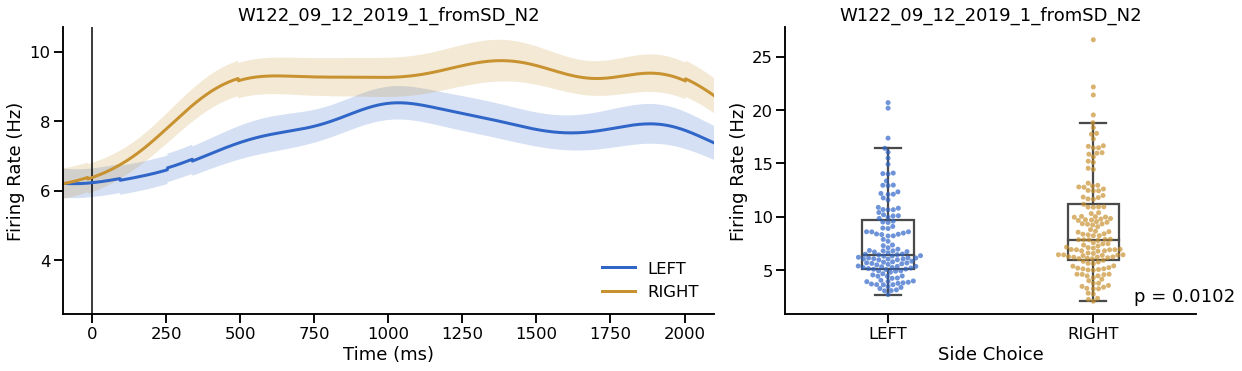 W122_09_12_2019_1_fromSD_N2
Firing Rate (Hz)
10
8
6
4
LEFT
RIGHT
0
250
500
750
1000
1250
1500
1750
2000
Time (ms)
W122_09_12_2019_1_fromSD_N2
Firing Rate (Hz)
25
20
15
10
5
p = 0.0102
LEFT
RIGHT
Side Choice